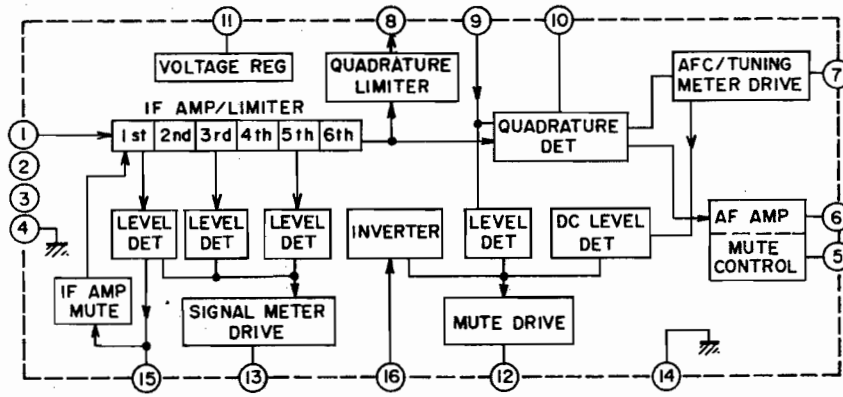 11
8
9
10
VOLTAGE REG
QUADRATURE
LIMITER
AFC/TUNING
METER DRIVE
7
IF AMP/LIMITER
1
1st 2nd 3rd 4th 5th 6th
QUADRATURE
DET
2
3
4
LEVEL
DET
LEVEL
DET
LEVEL
DET
INVERTER
LEVEL
DET
DC LEVEL
DET
AF AMP
6
MUTE
CONTROL
5
IF AMP
MUTE
SIGNAL METER
DRIVE
MUTE DRIVE
15
13
16
12
14